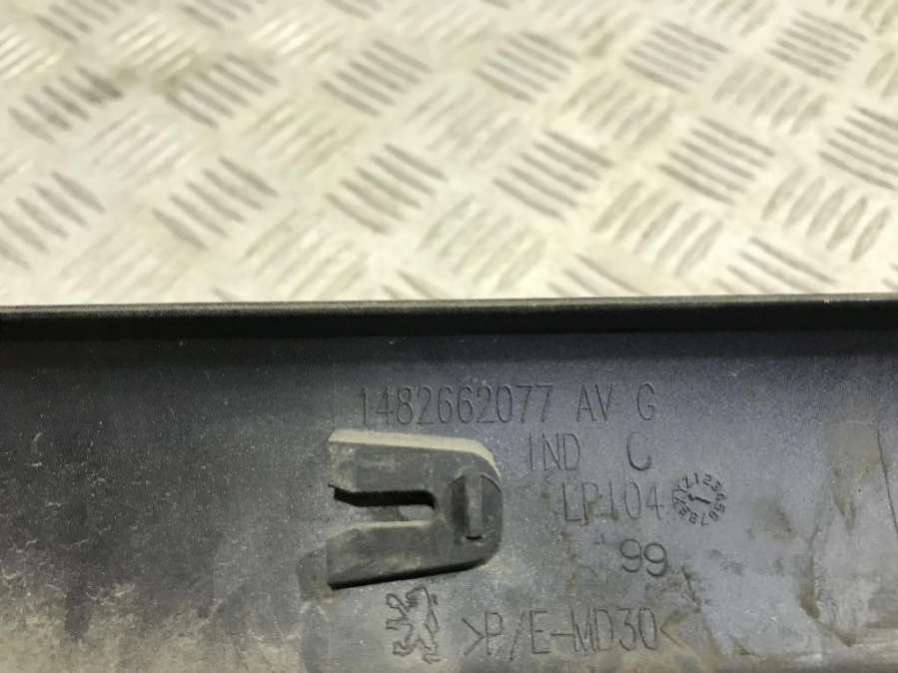 1482662077 AV G
IND C
LP104
99
>P/E-MD30<